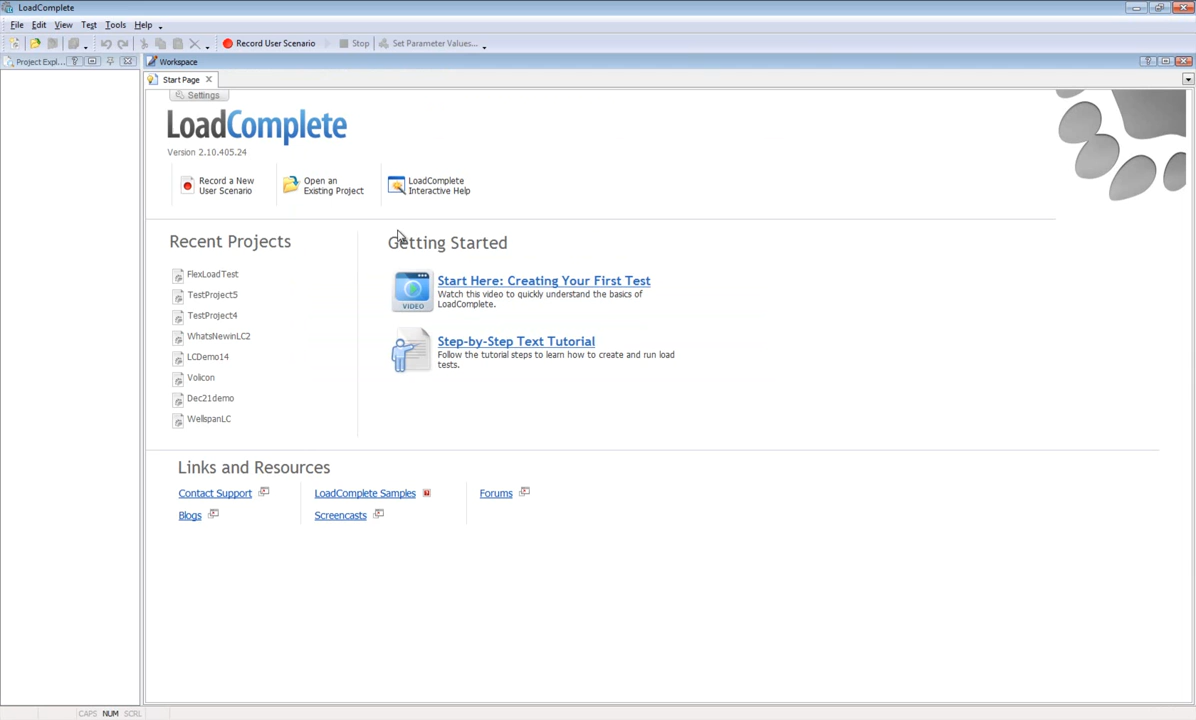 LoadComplete
File Edit View Test Tools Help
Record User Scenario Stop Set Parameter Values...
Project Expl... ? Workspace ?
Start Page
Settings
LoadComplete
Version 2.10.405.24
Record a New
User Scenario
Open an
Existing Project
LoadComplete
Interactive Help
Recent Projects
FlexLoadTest
TestProject5
TestProject4
WhatsNewinLC2
LCDemo14
Volicon
Dec21demo
WellspanLC
Getting Started
VIDEO
Start Here: Creating Your First Test
Watch this video to quickly understand the basics of
LoadComplete.
Step-by-Step Text Tutorial
Follow the tutorial steps to learn how to create and run load
tests.
Links and Resources
Contact Support LoadComplete Samples Forums
Blogs Screencasts
CAPS NUM SCRL